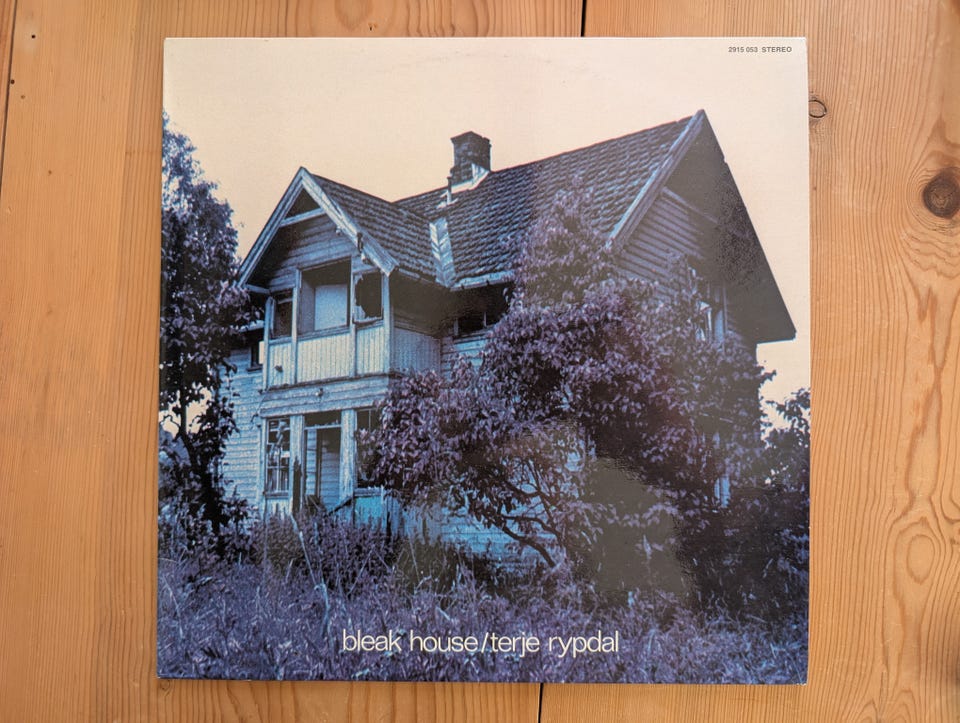 2915 053 STEREO
bleak house/terje rypdal